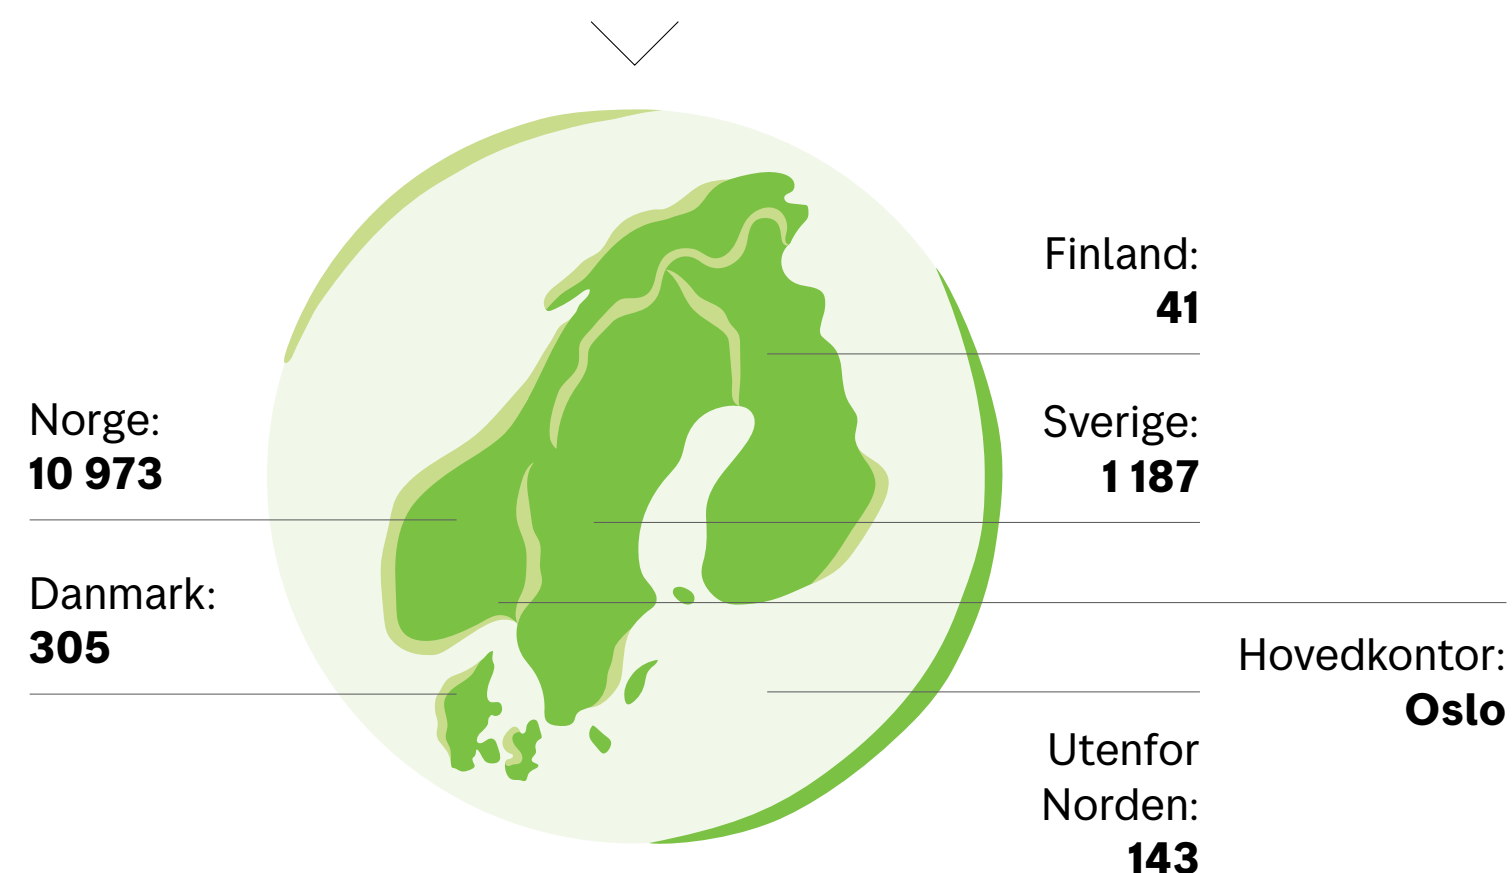 Finland:
41
Norge:
10 973
Sverige:
1 187
Danmark:
305
Hovedkontor:
Oslo
Utenfor
Norden:
143